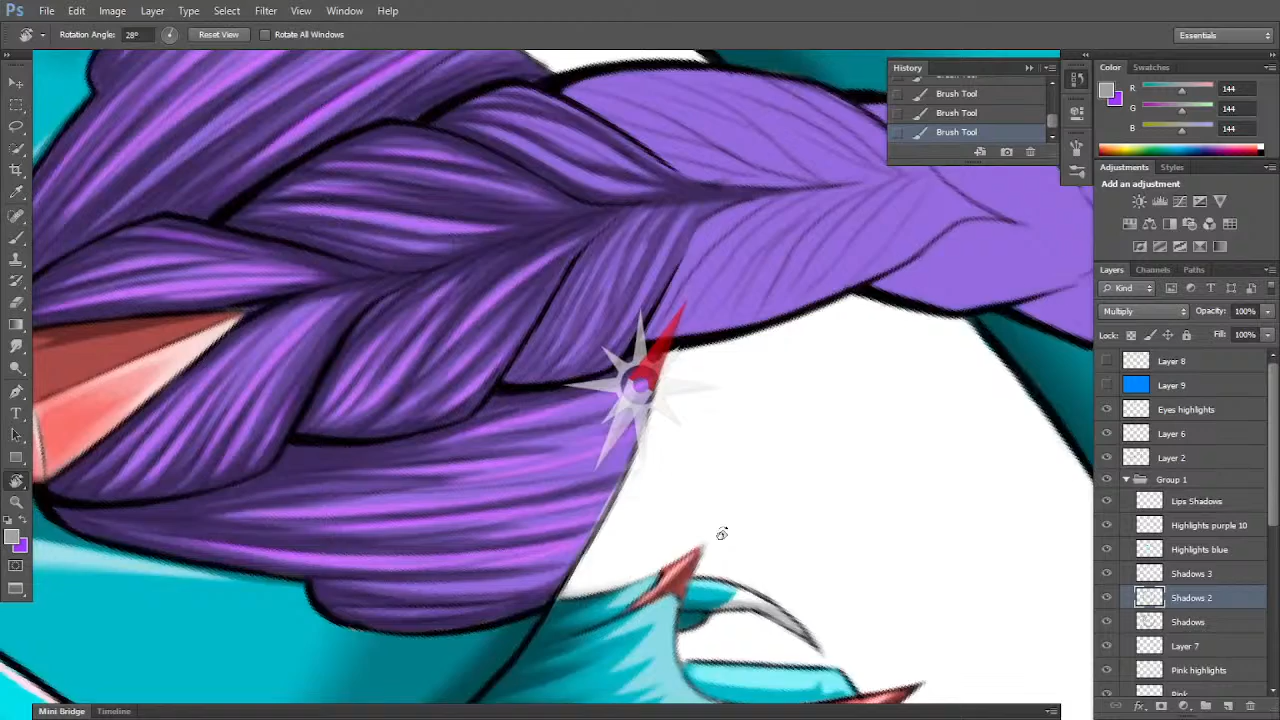 Ps File Edit Image Layer Type Select Filter View Window Help
Rotation Angle: 28° Reset View Rotate All Windows Essentials
History
Brush Tool
Brush Tool
Brush Tool
Color Swatches
R 144
G 144
B 144
Adjustments Styles
Add an adjustment
Layers Channels Paths
Kind
Multiply Opacity: 100%
Lock: Fill: 100%
Layer 8
Layer 9
Eyes highlights
Layer 6
Layer 2
Group 1
Lips Shadows
Highlights purple 10
Highlights blue
Shadows 3
Shadows 2
Shadows
Layer 7
Pink highlights
Pink
Mini Bridge Timeline